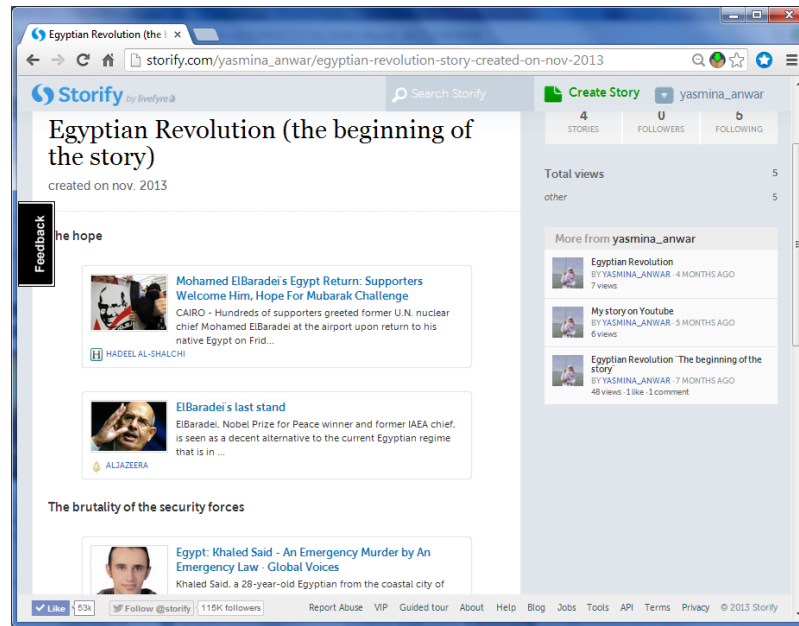 Egyptian Revolution (the b
storify.com/yasmina_anwar/egyptian-revolution-story-created-on-nov-2013
Storify by livefyre
Search Storify
Create Story
yasmina_anwar
Egyptian Revolution (the beginning of
the story)
created on nov. 2013
4
STORIES
0
FOLLOWERS
5
FOLLOWING
Total views 5
other 5
Feedback
he hope
Mohamed ElBaradei's Egypt Return: Supporters
Welcome Him, Hope For Mubarak Challenge
CAIRO - Hundreds of supporters greeted former U.N. nuclear
chief Mohamed ElBaradei at the airport upon return to his
native Egypt on Frid...
H HADEEL AL-SHALCHI
ElBaradei's last stand
ElBaradei, Nobel Prize for Peace winner and former IAEA chief,
is seen as a decent alternative to the current Egyptian regime
that is in ...
ALJAZEERA
The brutality of the security forces
Egypt: Khaled Said - An Emergency Murder by An
Emergency Law · Global Voices
Khaled Said, a 28-year-old Egyptian from the coastal city of
More from yasmina_anwar
Egyptian Revolution
BY YASMINA_ANWAR · 4 MONTHS AGO
7 views
My story on Youtube
BY YASMINA_ANWAR · 5 MONTHS AGO
6 views
Egyptian Revolution "The beginning of the
story"
BY YASMINA_ANWAR · 7 MONTHS AGO
48 views · 1 like · 1 comment
Like 53k
Follow @storify 115K followers
Report Abuse VIP Guided tour About Help Blog Jobs Tools API Terms Privacy © 2013 Storify